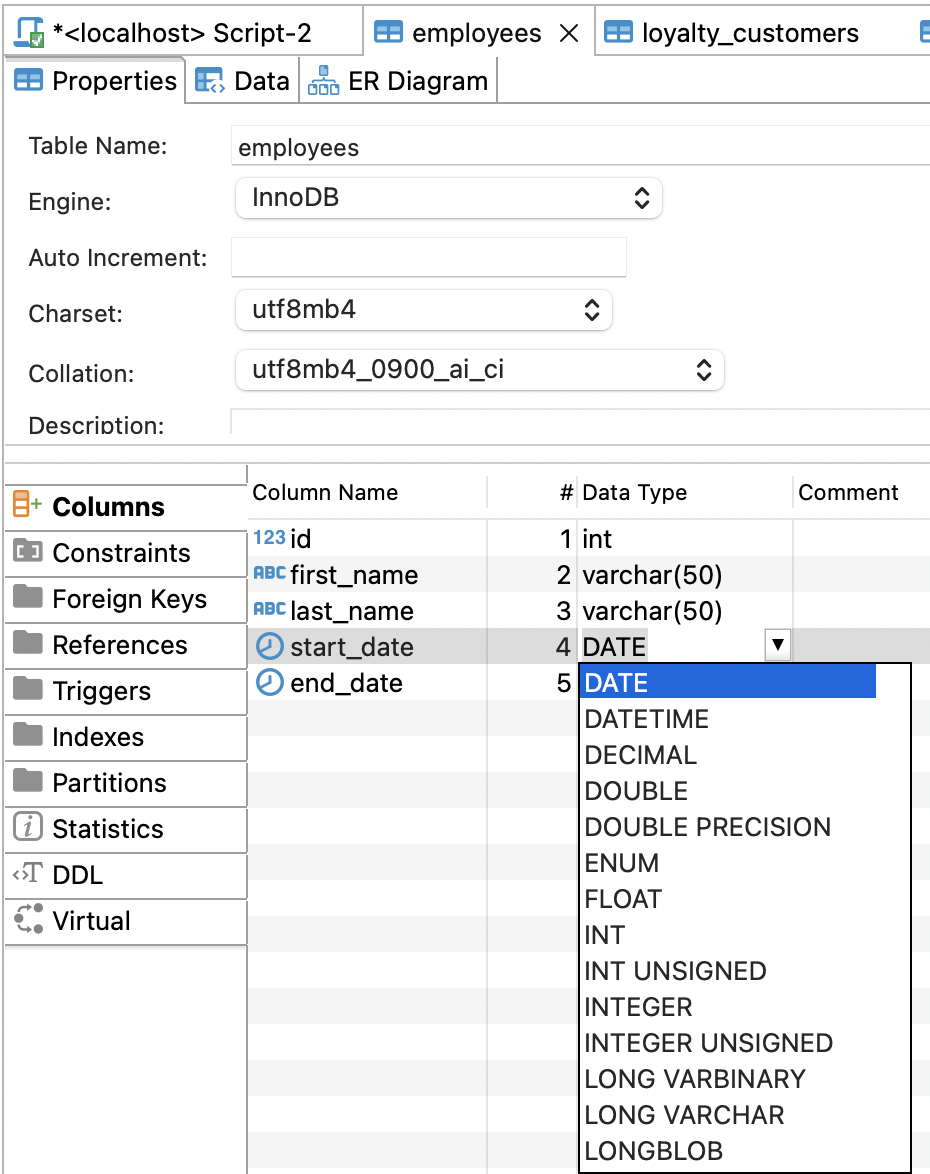 *<localhost> Script-2 employees loyalty_customers
Properties Data ER Diagram
Table Name: employees
Engine: InnoDB
Auto Increment:
Charset: utf8mb4
Collation: utf8mb4_0900_ai_ci
Description:
Columns
Constraints
Foreign Keys
References
Triggers
Indexes
Partitions
Statistics
DDL
Virtual
Column Name # Data Type Comment
123 id 1 int
ABC first_name 2 varchar(50)
ABC last_name 3 varchar(50)
start_date 4 DATE
end_date 5
DATE
DATETIME
DECIMAL
DOUBLE
DOUBLE PRECISION
ENUM
FLOAT
INT
INT UNSIGNED
INTEGER
INTEGER UNSIGNED
LONG VARBINARY
LONG VARCHAR
LONGBLOB